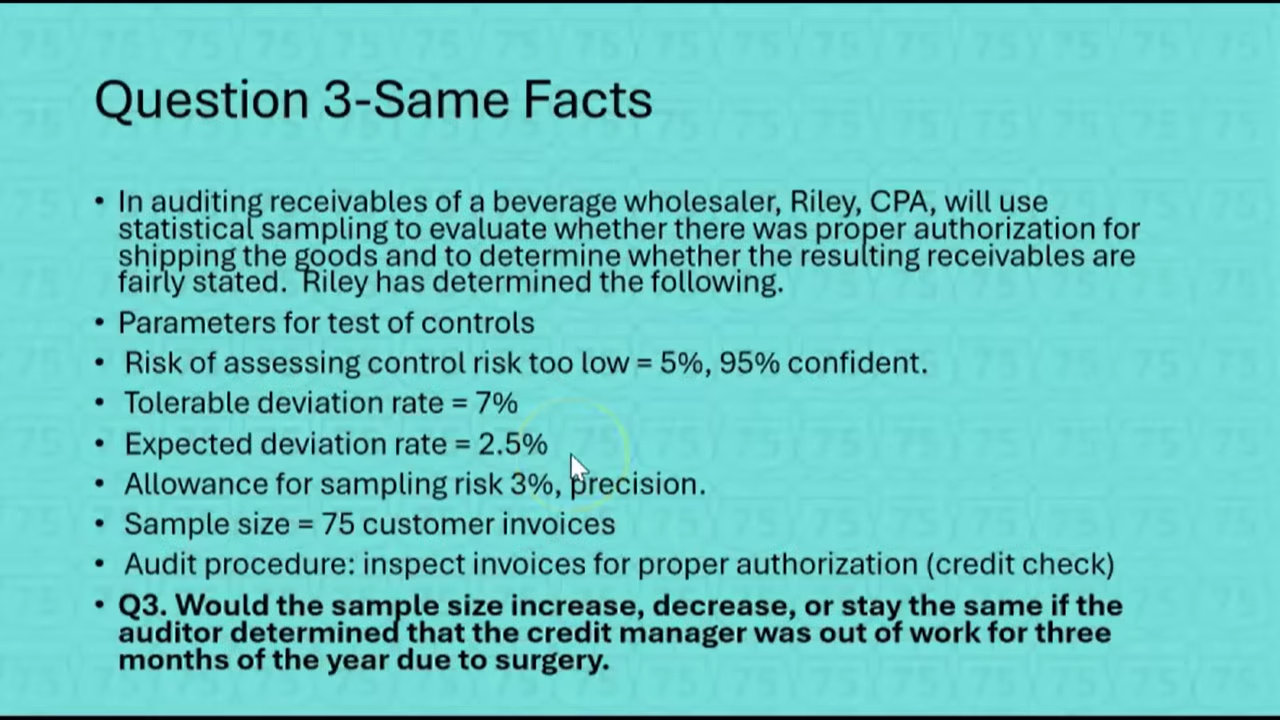 Question 3-Same Facts
• In auditing receivables of a beverage wholesaler, Riley, CPA, will use
statistical sampling to evaluate whether there was proper authorization for
shipping the goods and to determine whether the resulting receivables are
fairly stated.  Riley has determined the following.
• Parameters for test of controls
• Risk of assessing control risk too low = 5%, 95% confident.
• Tolerable deviation rate = 7%
• Expected deviation rate = 2.5%
• Allowance for sampling risk 3%, precision.
• Sample size = 75 customer invoices
• Audit procedure: inspect invoices for proper authorization (credit check)
• Q3. Would the sample size increase, decrease, or stay the same if the
auditor determined that the credit manager was out of work for three
months of the year due to surgery.